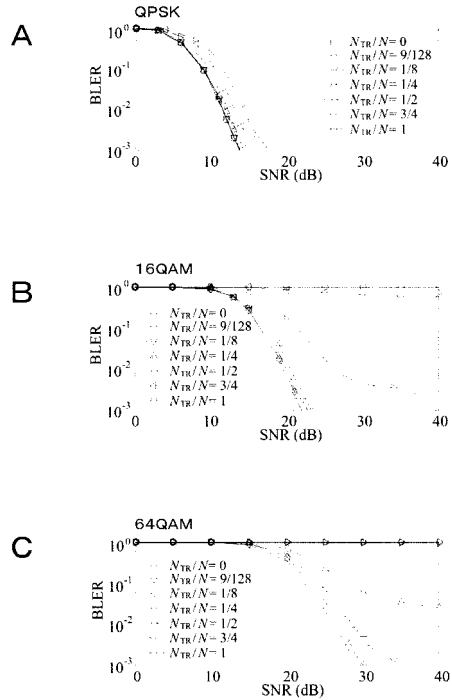 A
QPSK
10^0
10^-1
10^-2
10^-3
BLER
N_TR/N= 0
N_TR/N= 9/128
N_TR/N= 1/8
N_TR/N= 1/4
N_TR/N= 1/2
N_TR/N= 3/4
N_TR/N= 1
0 10 20 30 40
SNR (dB)
B
16QAM
10^0
10^-1
10^-2
10^-3
BLER
N_TR/N= 0
N_TR/N= 9/128
N_TR/N= 1/8
N_TR/N= 1/4
N_TR/N= 1/2
N_TR/N= 3/4
N_TR/N= 1
0 10 20 30 40
SNR (dB)
C
64QAM
10^0
10^-1
10^-2
10^-3
BLER
N_TR/N= 0
N_TR/N= 9/128
N_TR/N= 1/8
N_TR/N= 1/4
N_TR/N= 1/2
N_TR/N= 3/4
N_TR/N= 1
0 10 20 30 40
SNR (dB)